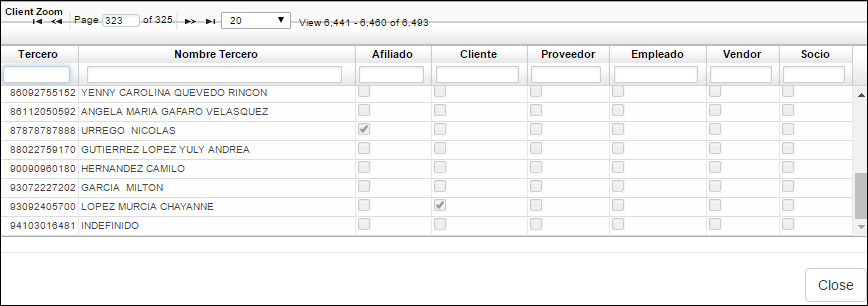 Client Zoom
Page 323 of 325 20 View 6,441 - 6,460 of 6,493
Tercero Nombre Tercero Afiliado Cliente Proveedor Empleado Vendor Socio
86092755152 YENNY CAROLINA QUEVEDO RINCON
86112050592 ANGELA MARIA GAFARO VELASQUEZ
87878787888 URREGO NICOLAS
88022759170 GUTIERREZ LOPEZ YULY ANDREA
90090960180 HERNANDEZ CAMILO
93072227202 GARCIA MILTON
93092405700 LOPEZ MURCIA CHAYANNE
94103016481 INDEFINIDO
Close